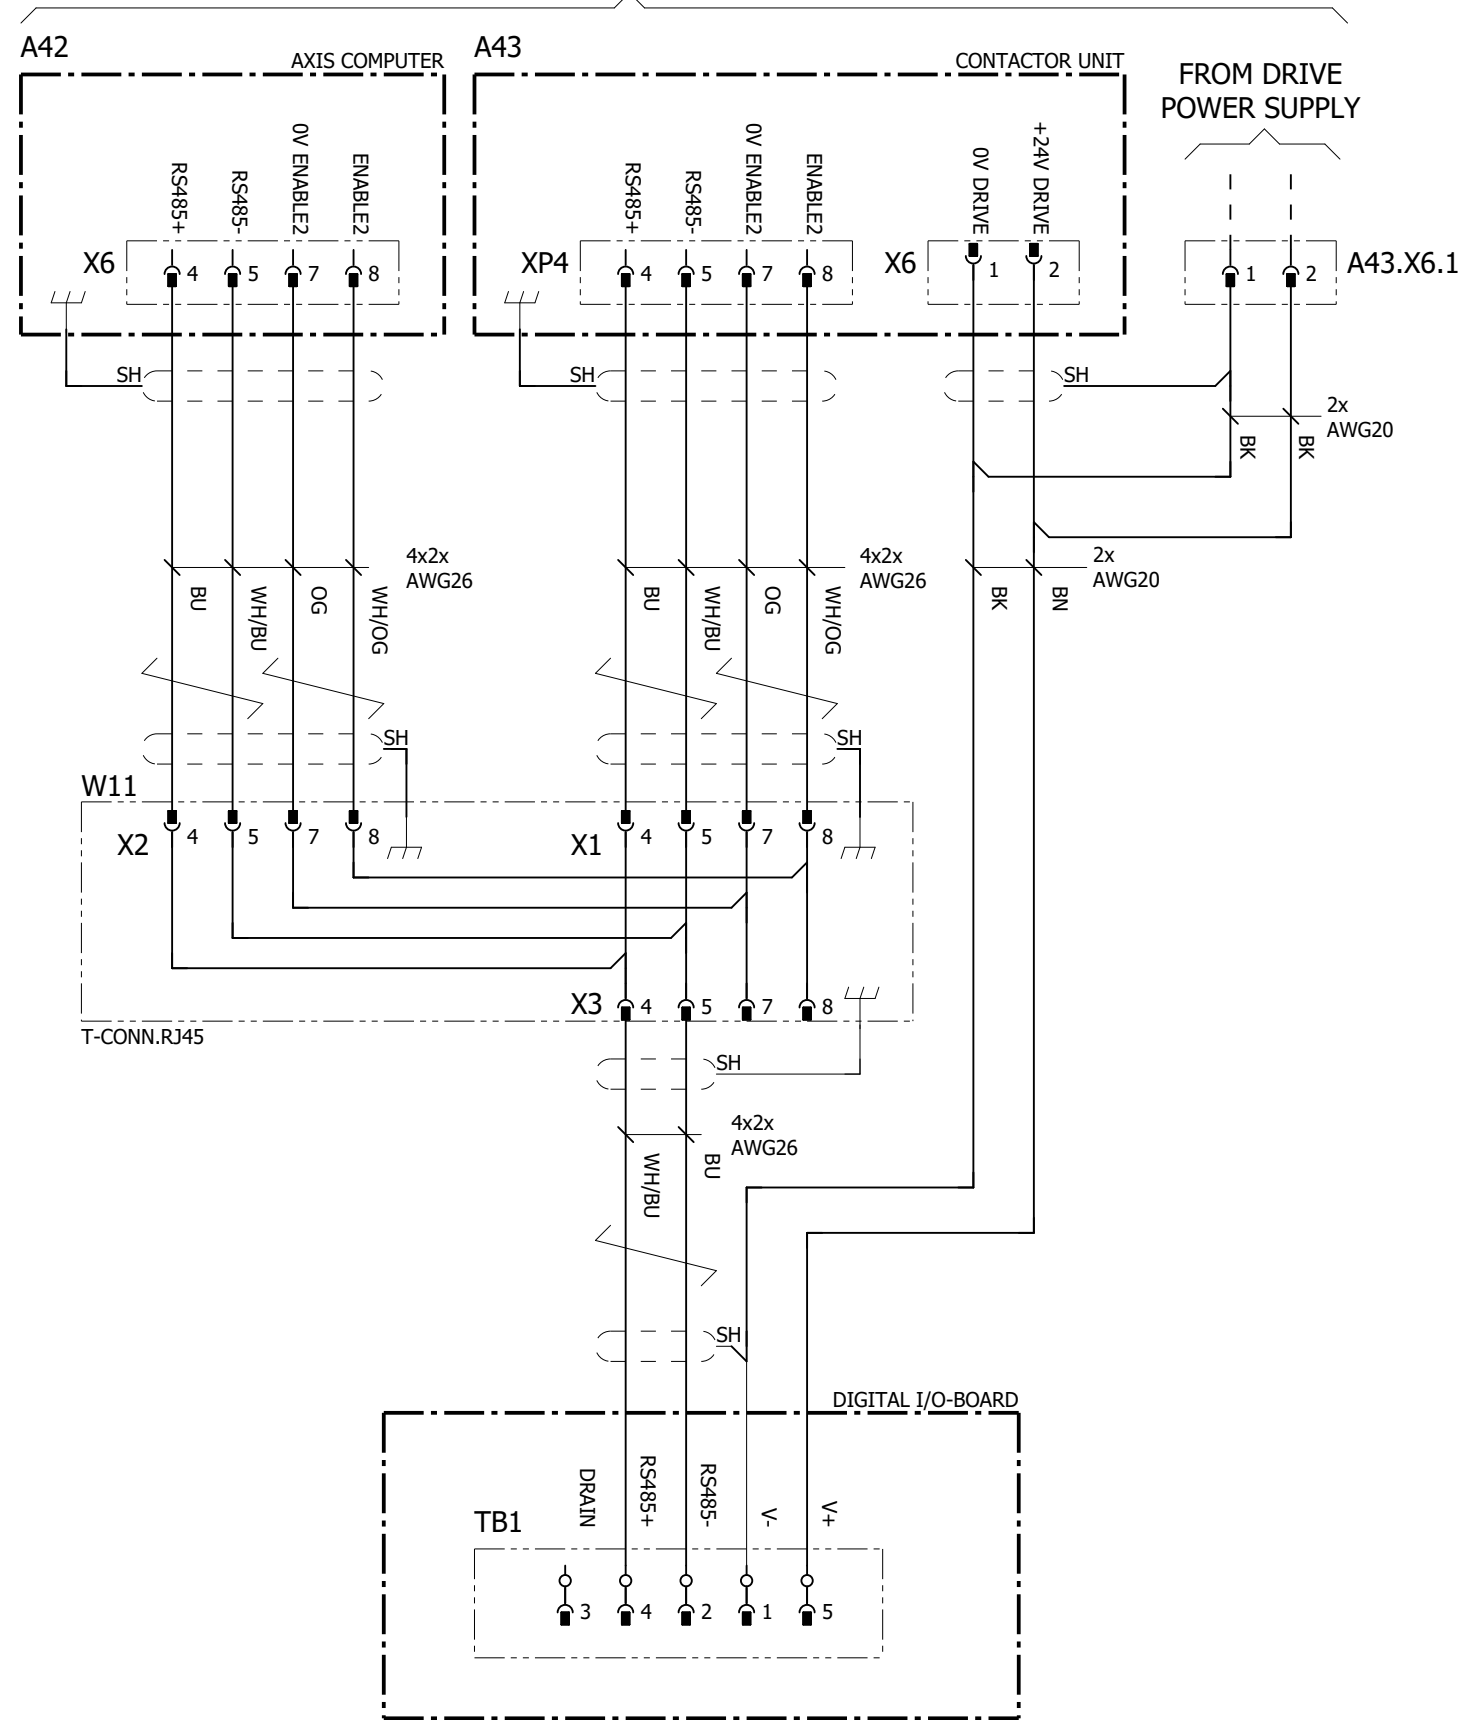 A42
AXIS COMPUTER
A43
CONTACTOR UNIT
FROM DRIVE
POWER SUPPLY
RS485+
RS485-
0V ENABLE2
ENABLE2
RS485+
RS485-
0V ENABLE2
ENABLE2
0V DRIVE
+24V DRIVE
X6
4
5
7
8
XP4
4
5
7
8
X6
1
2
1
2
A43.X6.1
SH
SH
SH
2x
AWG20
BK
BK
4x2x
AWG26
BU
WH/BU
OG
WH/OG
4x2x
AWG26
BU
WH/BU
OG
WH/OG
2x
AWG20
BK
BN
SH
SH
W11
X2
4
5
7
8
X1
4
5
7
8
X3
4
5
7
8
T-CONN.RJ45
SH
4x2x
AWG26
WH/BU
BU
SH
DIGITAL I/O-BOARD
TB1
DRAIN
RS485+
RS485-
V-
V+
3
4
2
1
5